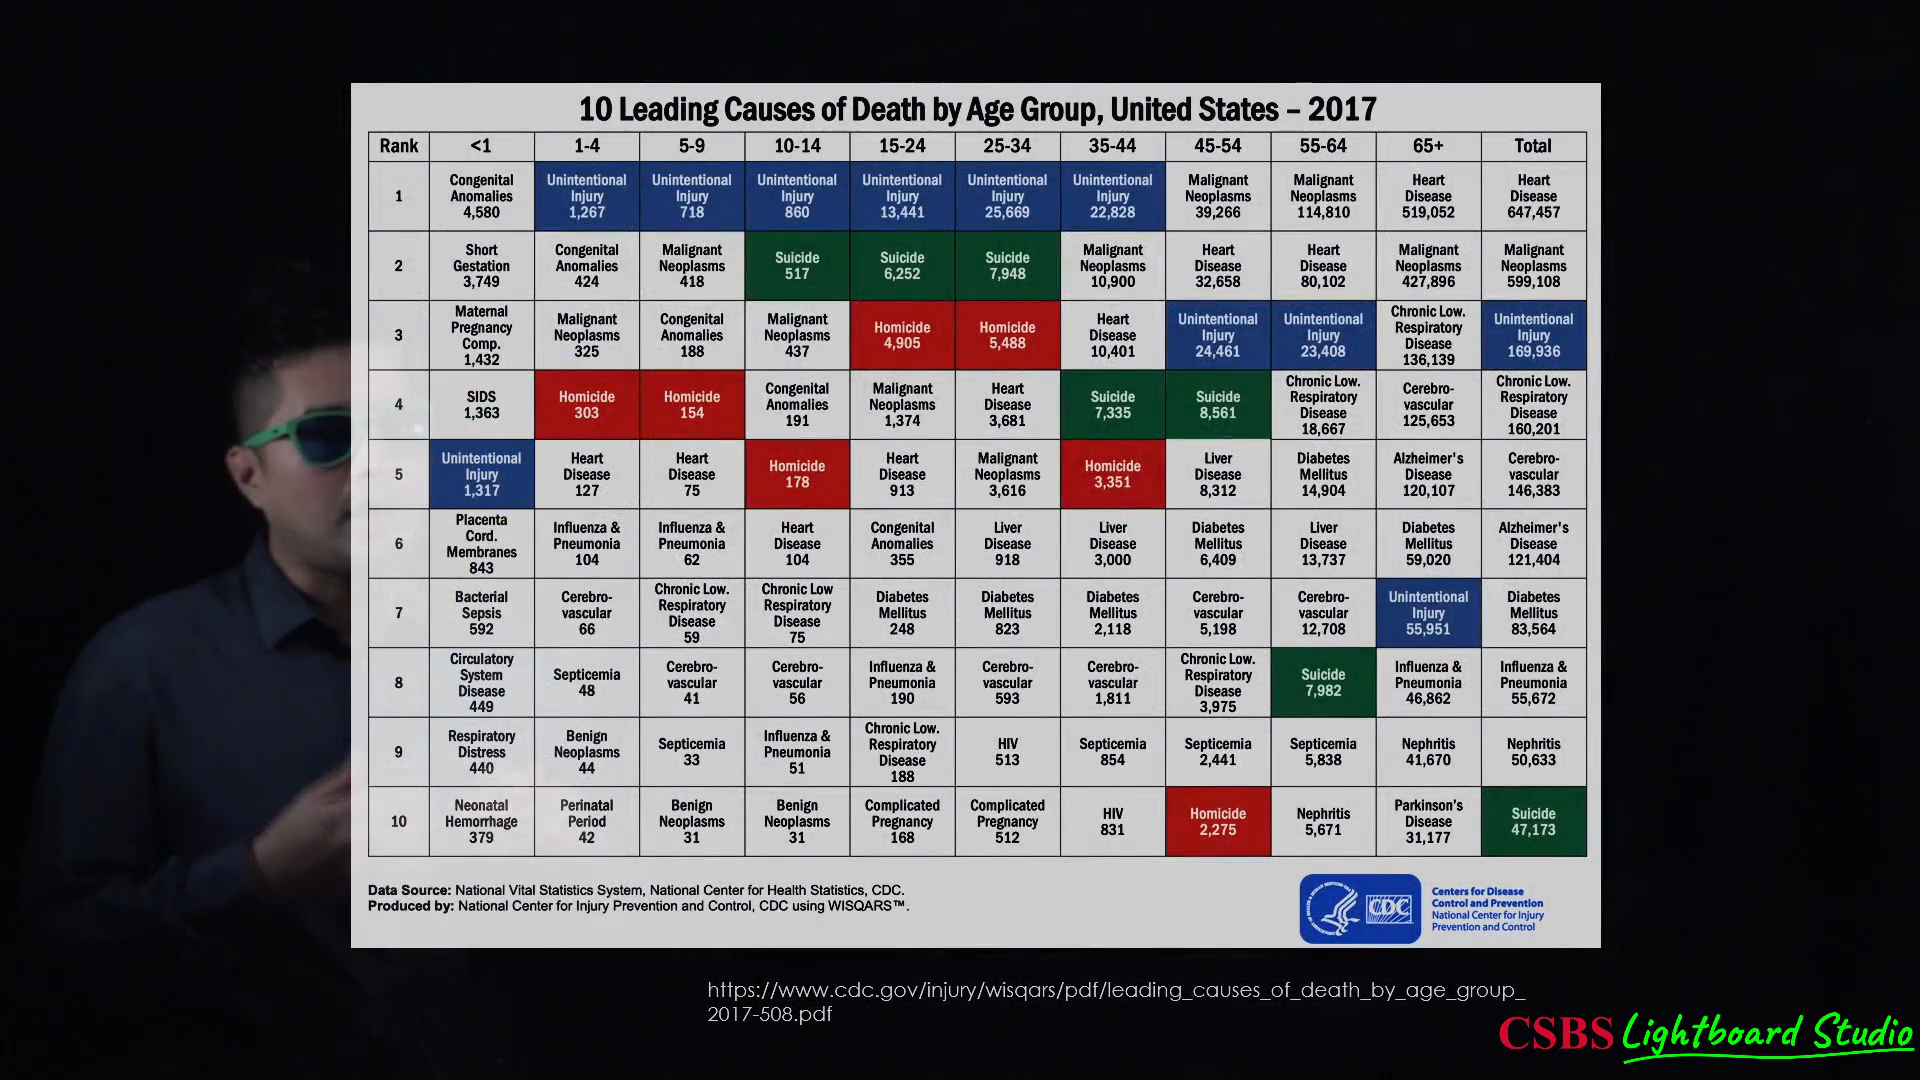 10 Leading Causes of Death by Age Group, United States – 2017
Rank <1 1-4 5-9 10-14 15-24 25-34 35-44 45-54 55-64 65+ Total
1 Congenital Anomalies 4,580 Unintentional Injury 1,267 Unintentional Injury 718 Unintentional Injury 860 Unintentional Injury 13,441 Unintentional Injury 25,669 Unintentional Injury 22,828 Malignant Neoplasms 39,266 Malignant Neoplasms 114,810 Heart Disease 519,052 Heart Disease 647,457
2 Short Gestation 3,749 Congenital Anomalies 424 Malignant Neoplasms 418 Suicide 517 Suicide 6,252 Suicide 7,948 Malignant Neoplasms 10,900 Heart Disease 32,658 Heart Disease 80,102 Malignant Neoplasms 427,896 Malignant Neoplasms 599,108
3 Maternal Pregnancy Comp. 1,432 Malignant Neoplasms 325 Congenital Anomalies 188 Malignant Neoplasms 437 Homicide 4,905 Homicide 5,488 Heart Disease 10,401 Unintentional Injury 24,461 Unintentional Injury 23,408 Chronic Low. Respiratory Disease 136,139 Unintentional Injury 169,936
4 SIDS 1,363 Homicide 303 Homicide 154 Congenital Anomalies 191 Malignant Neoplasms 1,374 Heart Disease 3,681 Suicide 7,335 Suicide 8,561 Chronic Low. Respiratory Disease 18,667 Cerebro-vascular 125,653 Chronic Low. Respiratory Disease 160,201
5 Unintentional Injury 1,317 Heart Disease 127 Heart Disease 75 Homicide 178 Heart Disease 913 Malignant Neoplasms 3,616 Homicide 3,351 Liver Disease 8,312 Diabetes Mellitus 14,904 Alzheimer's Disease 120,107 Cerebro-vascular 146,383
6 Placenta Cord. Membranes 843 Influenza & Pneumonia 104 Influenza & Pneumonia 62 Heart Disease 104 Congenital Anomalies 355 Liver Disease 918 Liver Disease 3,000 Diabetes Mellitus 6,409 Liver Disease 13,737 Diabetes Mellitus 59,020 Alzheimer's Disease 121,404
7 Bacterial Sepsis 592 Cerebro-vascular 66 Chronic Low. Respiratory Disease 59 Chronic Low Respiratory Disease 75 Diabetes Mellitus 248 Diabetes Mellitus 823 Diabetes Mellitus 2,118 Cerebro-vascular 5,198 Cerebro-vascular 12,708 Unintentional Injury 55,951 Diabetes Mellitus 83,564
8 Circulatory System Disease 449 Septicemia 48 Cerebro-vascular 41 Cerebro-vascular 56 Influenza & Pneumonia 190 Cerebro-vascular 593 Cerebro-vascular 1,811 Chronic Low. Respiratory Disease 3,975 Suicide 7,982 Influenza & Pneumonia 46,862 Influenza & Pneumonia 55,672
9 Respiratory Distress 440 Benign Neoplasms 44 Septicemia 33 Influenza & Pneumonia 51 Chronic Low. Respiratory Disease 188 HIV 513 Septicemia 854 Septicemia 2,441 Septicemia 5,838 Nephritis 41,670 Nephritis 50,633
10 Neonatal Hemorrhage 379 Perinatal Period 42 Benign Neoplasms 31 Benign Neoplasms 31 Complicated Pregnancy 168 Complicated Pregnancy 512 HIV 831 Homicide 2,275 Nephritis 5,671 Parkinson's Disease 31,177 Suicide 47,173
Data Source: National Vital Statistics System, National Center for Health Statistics, CDC.
Produced by: National Center for Injury Prevention and Control, CDC using WISQARS™.
CDC
Centers for Disease
Control and Prevention
National Center for Injury
Prevention and Control
https://www.cdc.gov/injury/wisqars/pdf/leading_causes_of_death_by_age_group_
2017-508.pdf
CSBS Lightboard Studio